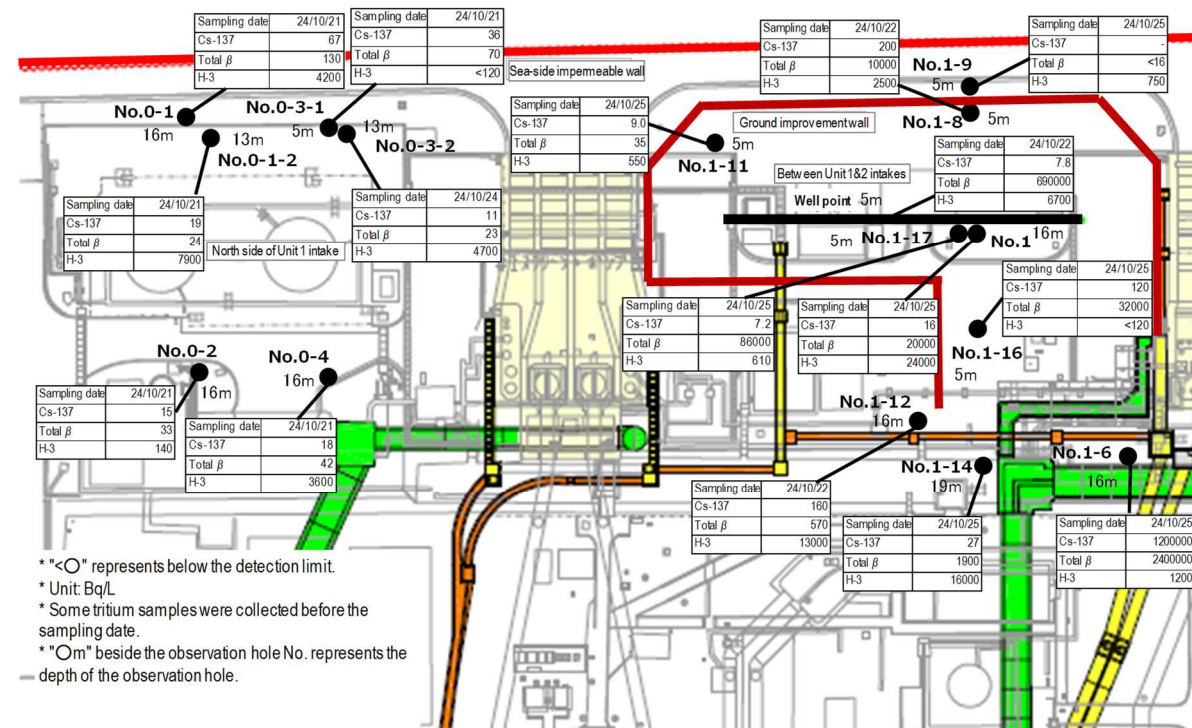 Sampling date 24/10/21
Cs-137 67
Total β 130
H-3 4200
Sampling date 24/10/21
Cs-137 36
Total β 70
H-3 <120
Sea-side impermeable wall
Sampling date 24/10/22
Cs-137 200
Total β 10000
H-3 2500
Sampling date 24/10/25
Cs-137 -
Total β <16
H-3 750
No.0-1
16m
No.0-3-1
5m
13m
No.0-1-2
13m
No.0-3-2
Sampling date 24/10/25
Cs-137 9.0
Total β 35
H-3 550
5m
No.1-11
Ground improvement wall
No.1-9
5m
No.1-8
5m
Sampling date 24/10/22
Cs-137 7.8
Total β 690000
H-3 6700
Between Unit 1&2 intakes
Well point 5m
Sampling date 24/10/21
Cs-137 19
Total β 24
H-3 7900
North side of Unit 1 intake
Sampling date 24/10/24
Cs-137 11
Total β 23
H-3 4700
5m No.1-17
No.1 16m
Sampling date 24/10/25
Cs-137 120
Total β 32000
H-3 <120
Sampling date 24/10/25
Cs-137 7.2
Total β 86000
H-3 610
Sampling date 24/10/25
Cs-137 16
Total β 20000
H-3 24000
No.1-16
5m
No.0-2
16m
No.0-4
16m
Sampling date 24/10/21
Cs-137 15
Total β 33
H-3 140
Sampling date 24/10/21
Cs-137 18
Total β 42
H-3 3600
No.1-12
16m
No.1-14
19m
No.1-6
16m
Sampling date 24/10/22
Cs-137 160
Total β 570
H-3 13000
Sampling date 24/10/25
Cs-137 27
Total β 1900
H-3 16000
Sampling date 24/10/25
Cs-137 1200000
Total β 2400000
H-3 1200
* "<○" represents below the detection limit.
* Unit: Bq/L
* Some tritium samples were collected before the
sampling date.
* "○m" beside the observation hole No. represents the
depth of the observation hole.